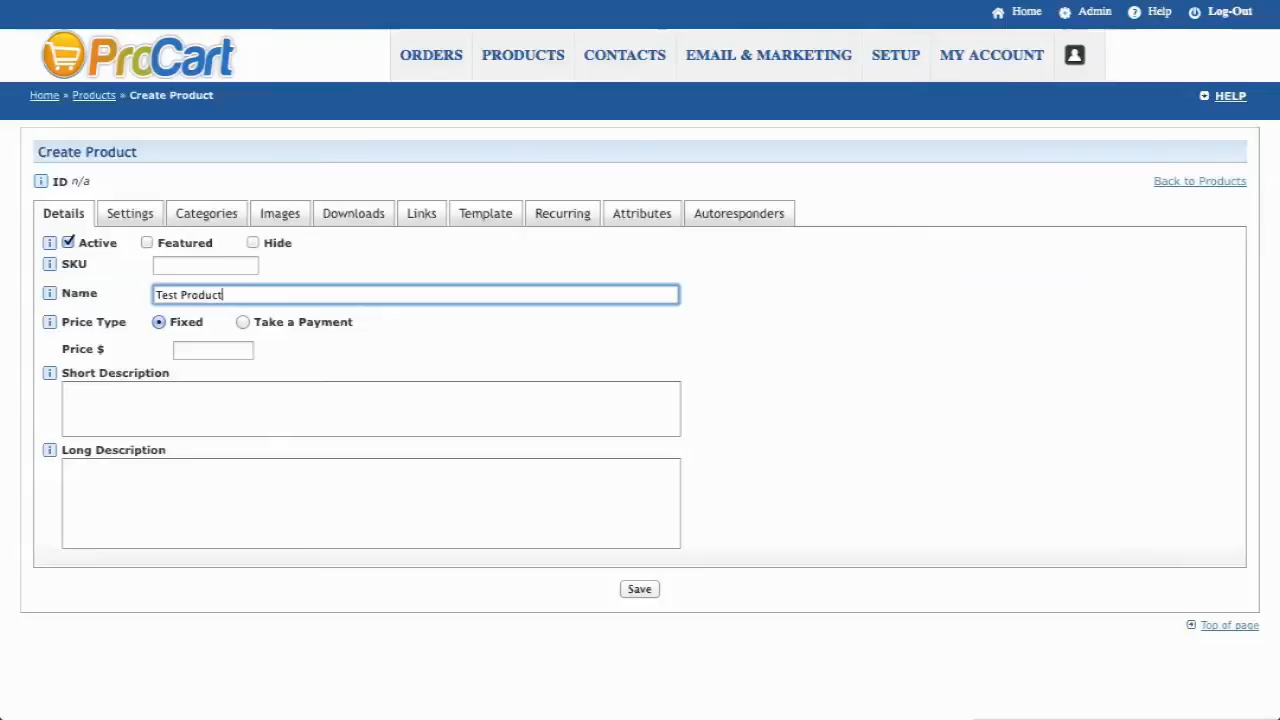 Home Admin Help Log-Out
ProCart
ORDERS PRODUCTS CONTACTS EMAIL & MARKETING SETUP MY ACCOUNT
Home » Products » Create Product HELP
Create Product
i ID n/a Back to Products
Details Settings Categories Images Downloads Links Template Recurring Attributes Autoresponders
i Active Featured Hide
i SKU
i Name Test Product
i Price Type Fixed Take a Payment
Price $
i Short Description
i Long Description
Save
Top of page